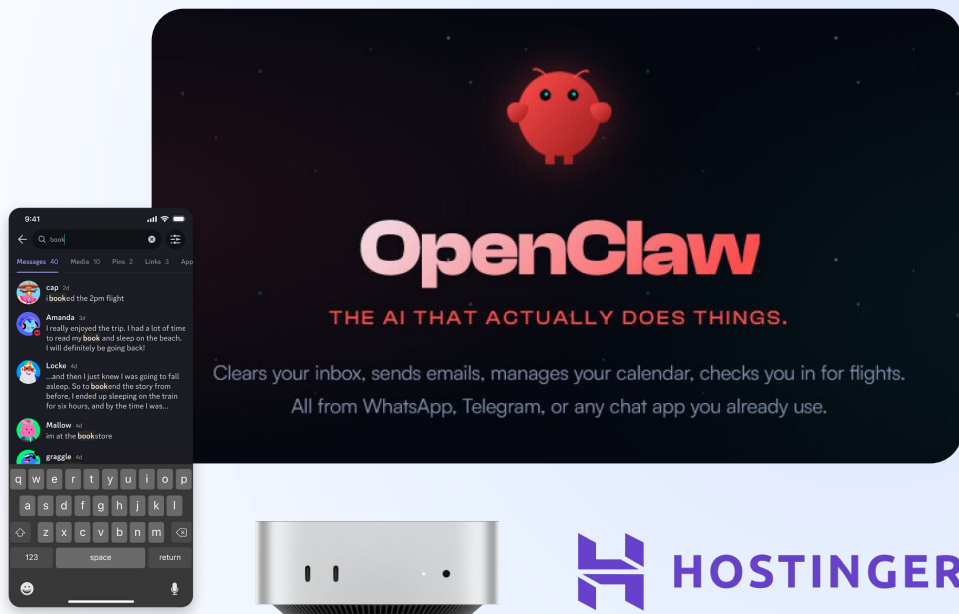 OpenClaw
THE AI THAT ACTUALLY DOES THINGS.
Clears your inbox, sends emails, manages your calendar, checks you in for flights.
All from WhatsApp, Telegram, or any chat app you already use.
9:41
book
Messages 40 Media 10 Pins 2 Links 3 App
cap 2d
i booked the 2pm flight
Amanda 3d
I really enjoyed the trip. I had a lot of time
to read my book and sleep on the beach.
I will definitely be going back!
Locke 4d
...and then I just knew I was going to fall
asleep. So to bookend the story from
before, I ended up sleeping on the train
for six hours, and by the time I was...
Mallow 4d
im at the bookstore
graggle 4d
q w e r t y u i o p
a s d f g h j k l
z x c v b n m
123 space return
HOSTINGER